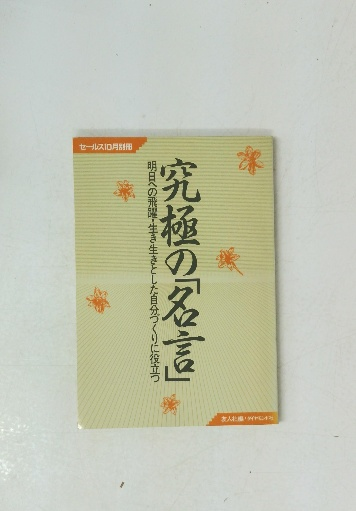 セールス10月別冊
究極の「名言」
明日への飛躍・生き生きとした自分づくりに役立つ